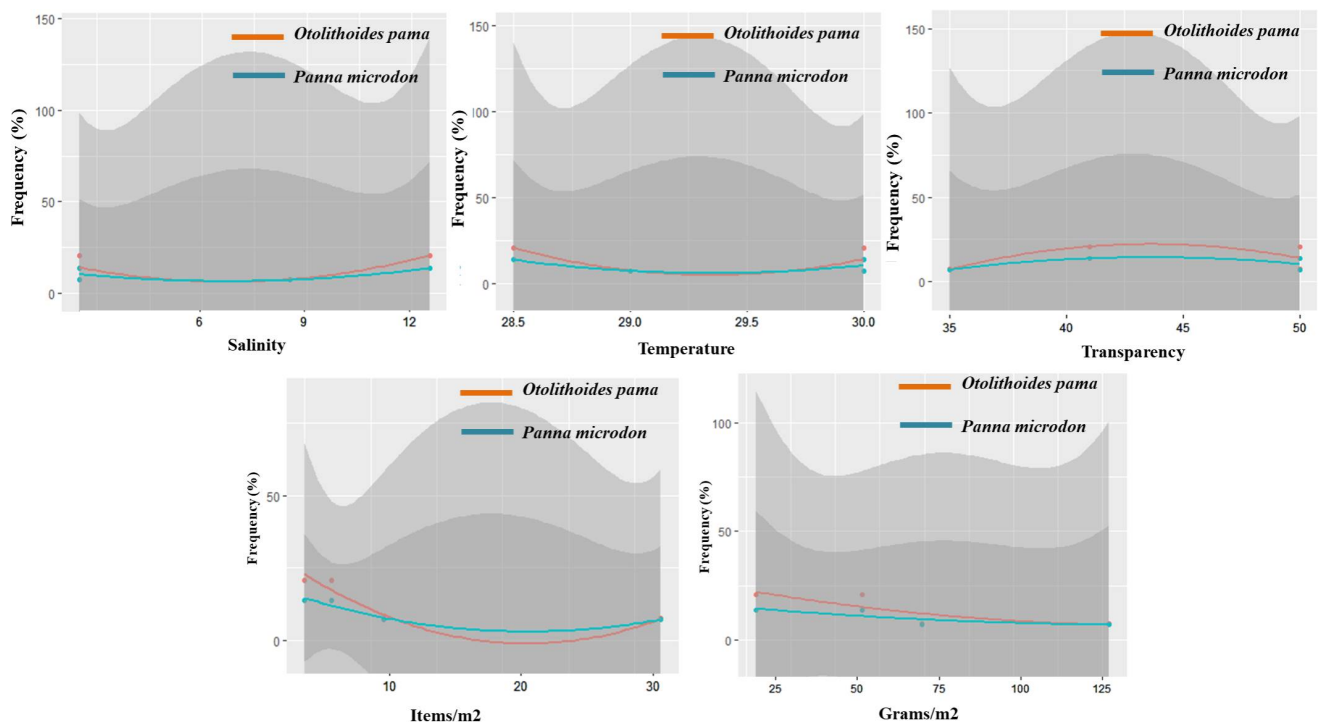 150
100
50
0
Frequency (%)
Otolithoides pama
Panna microdon
6 9 12
Salinity
150
100
50
0
Frequency (%)
Otolithoides pama
Panna microdon
28.5 29.0 29.5 30.0
Temperature
150
100
50
0
Frequency (%)
Otolithoides pama
Panna microdon
35 40 45 50
Transparency
50
0
Frequency (%)
Otolithoides pama
Panna microdon
10 20 30
Items/m2
100
50
0
Frequency (%)
Otolithoides pama
Panna microdon
25 50 75 100 125
Grams/m2